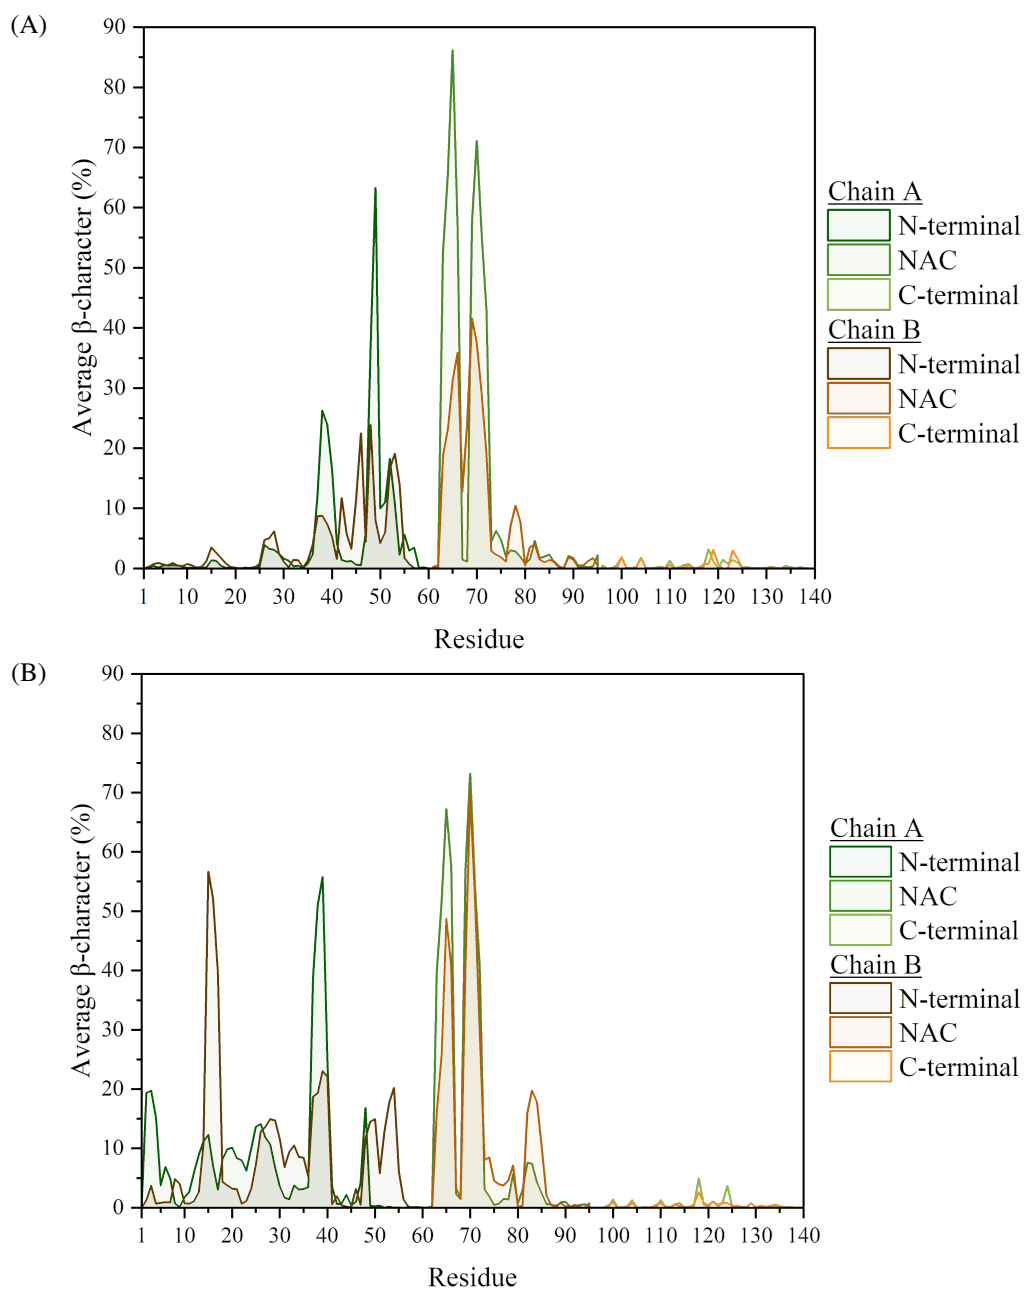 (A)
90
80
70
60
50
40
30
20
10
0
Average β-character (%)
1 10 20 30 40 50 60 70 80 90 100 110 120 130 140
Residue
Chain A
N-terminal
NAC
C-terminal
Chain B
N-terminal
NAC
C-terminal
(B)
90
80
70
60
50
40
30
20
10
0
Average β-character (%)
1 10 20 30 40 50 60 70 80 90 100 110 120 130 140
Residue
Chain A
N-terminal
NAC
C-terminal
Chain B
N-terminal
NAC
C-terminal